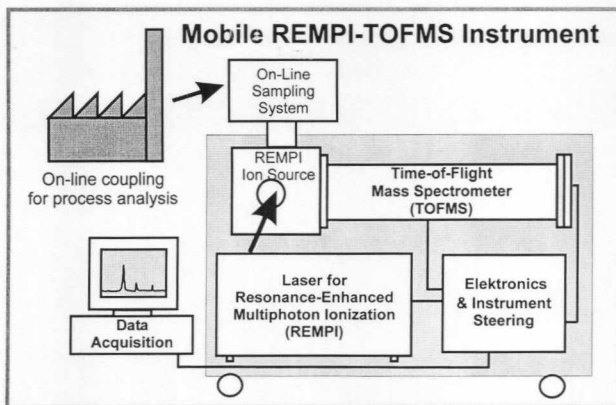 Mobile REMPI-TOFMS Instrument
On-Line
Sampling
System
On-line coupling
for process analysis
REMPI
Ion Source
Time-of-Flight
Mass Spectrometer
(TOFMS)
Laser for
Resonance-Enhanced
Multiphoton Ionization
(REMPI)
Elektronics
& Instrument
Steering
Data
Acquisition